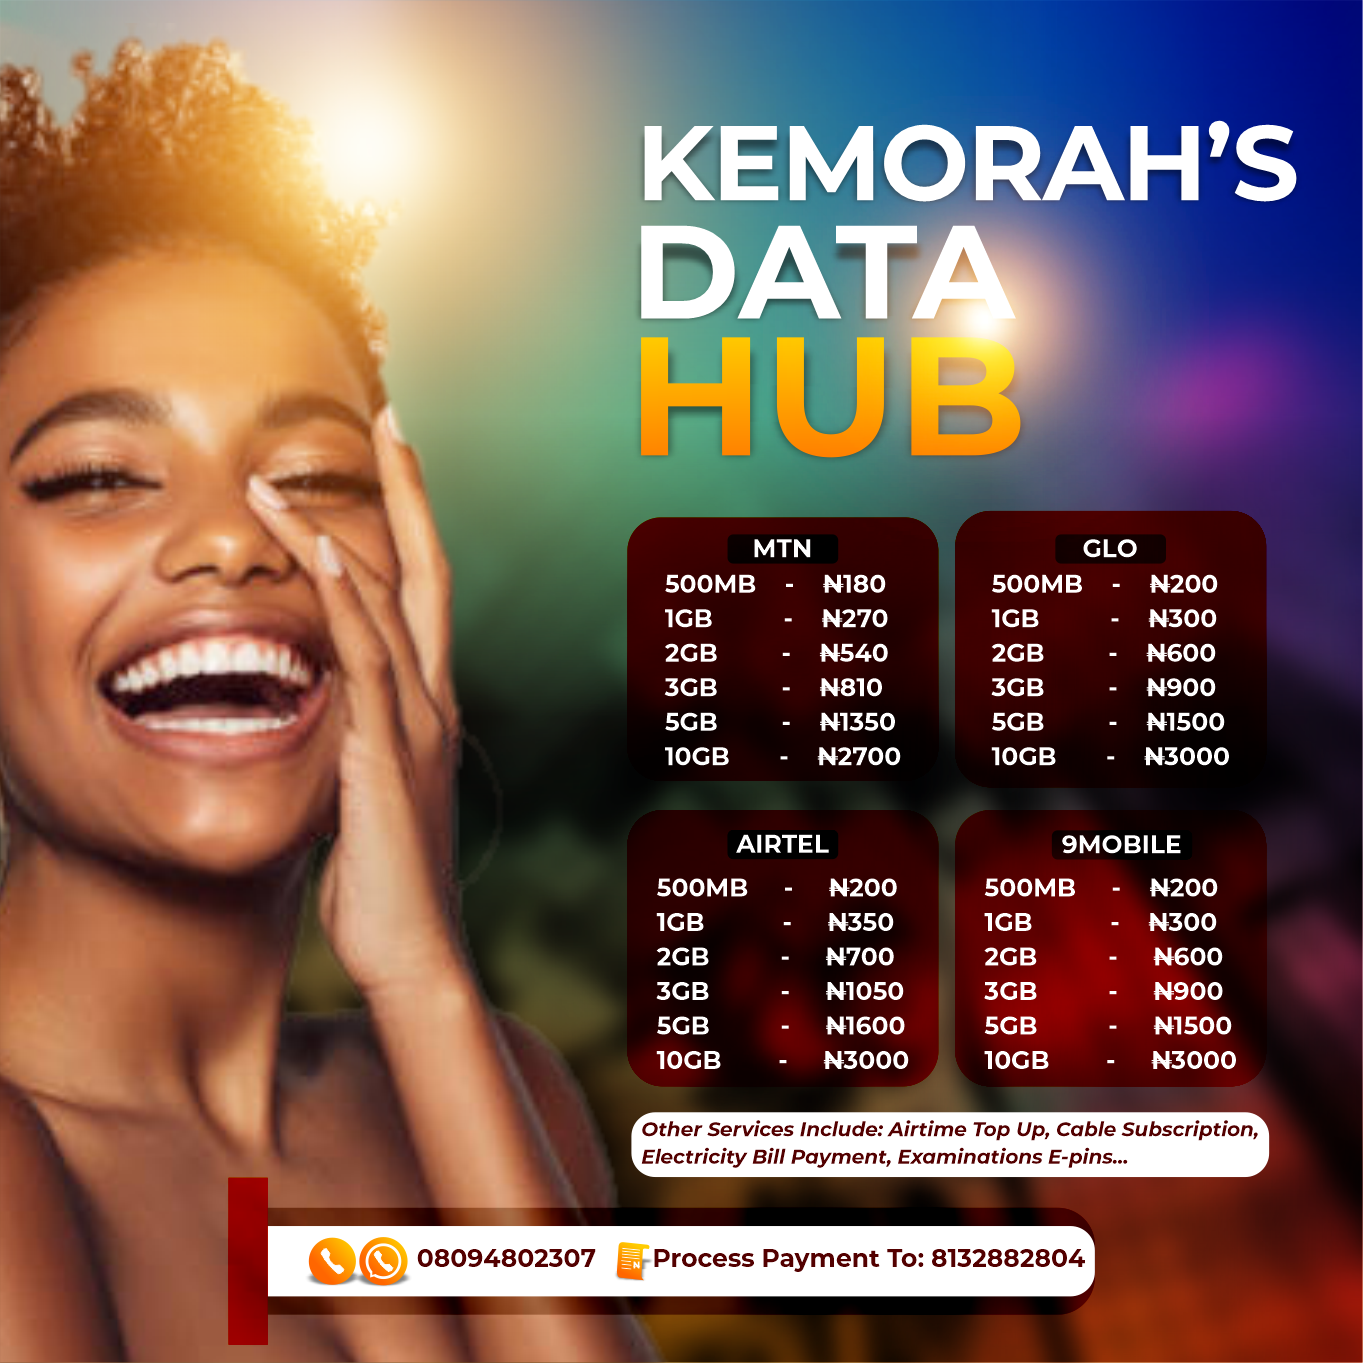 KEMORAH'S
DATA
HUB
MTN
500MB - ₦180
1GB - ₦270
2GB - ₦540
3GB - ₦810
5GB - ₦1350
10GB - ₦2700
GLO
500MB - ₦200
1GB - ₦300
2GB - ₦600
3GB - ₦900
5GB - ₦1500
10GB - ₦3000
AIRTEL
500MB - ₦200
1GB - ₦350
2GB - ₦700
3GB - ₦1050
5GB - ₦1600
10GB - ₦3000
9MOBILE
500MB - ₦200
1GB - ₦300
2GB - ₦600
3GB - ₦900
5GB - ₦1500
10GB - ₦3000
Other Services Include: Airtime Top Up, Cable Subscription,
Electricity Bill Payment, Examinations E-pins...
08094802307 Process Payment To: 8132882804